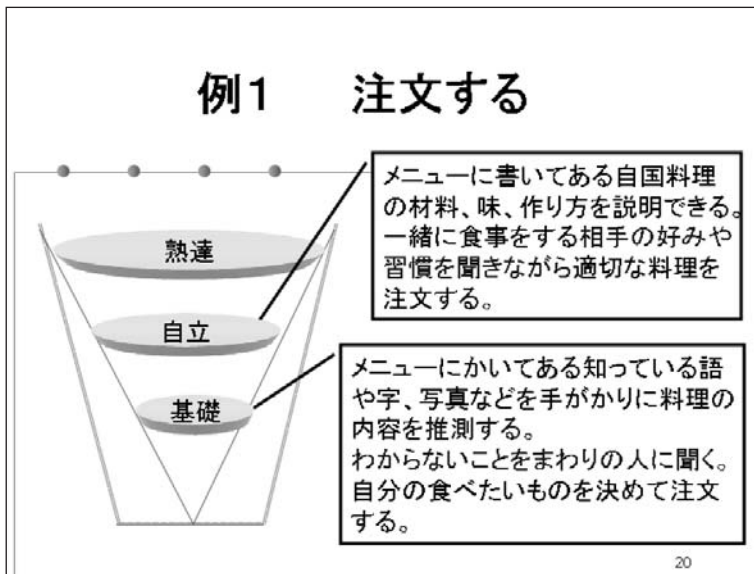 例1 注文する
メニューに書いてある自国料理
の材料、味、作り方を説明できる。
一緒に食事をする相手の好みや
習慣を聞きながら適切な料理を
注文する。
熟達
自立
基礎
メニューにかいてある知っている語
や字、写真などを手がかりに料理の
内容を推測する。
わからないことをまわりの人に聞く。
自分の食べたいものを決めて注文
する。
20